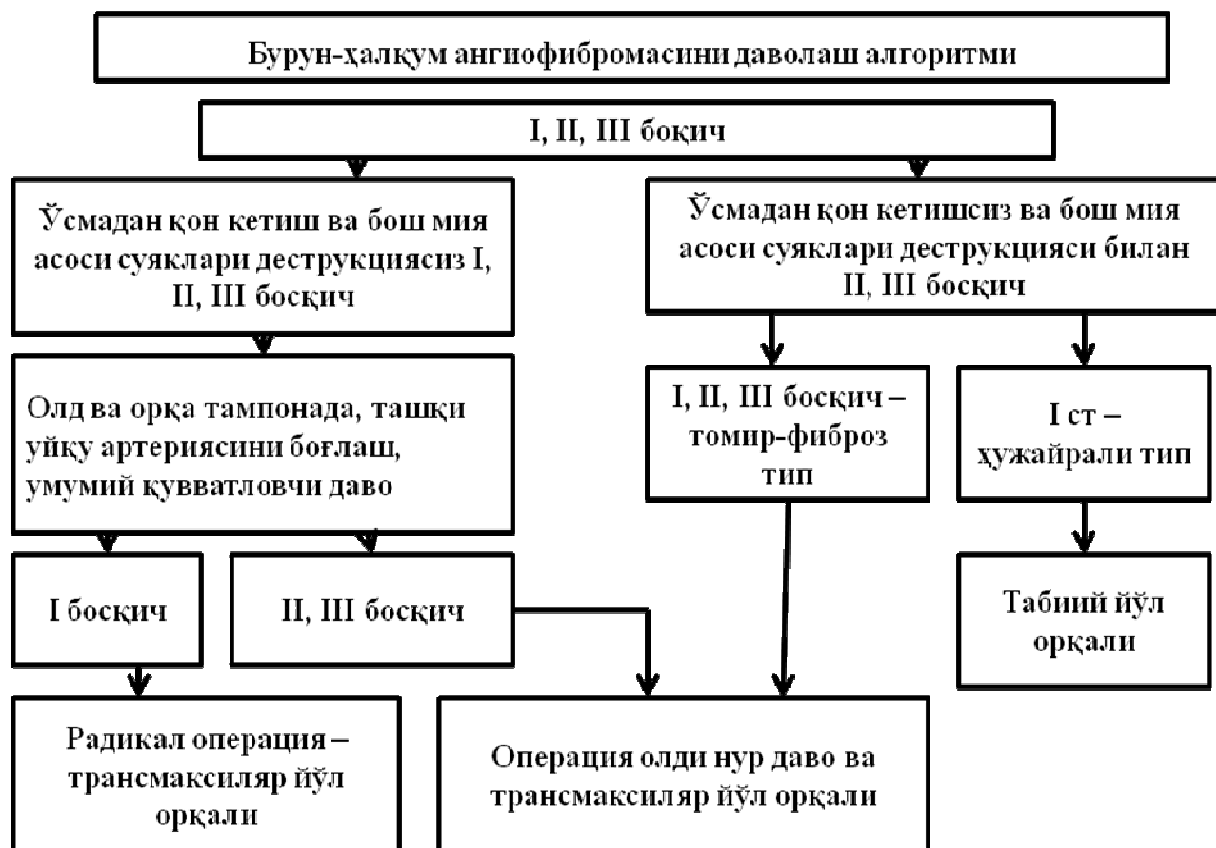 Бурун-ҳалқум ангиофибромасини даволаш алгоритми
I, II, III боқич
Ўсмадан қон кетиш ва бош мия
асоси суяклари деструкциясиз I,
II, III босқич
Ўсмадан қон кетишсиз ва бош мия
асоси суяклари деструкцияси билан
II, III босқич
Олд ва орқа тампонада, ташқи
уйқу артериясини боғлаш,
умумий қувватловчи даво
I, II, III босқич –
томир-фиброз
тип
I ст –
ҳужайрали тип
I босқич
II, III босқич
Табиий йўл
орқали
Радикал операция –
трансмаксиляр йўл
орқали
Операция олди нур даво ва
трансмаксиляр йўл орқали